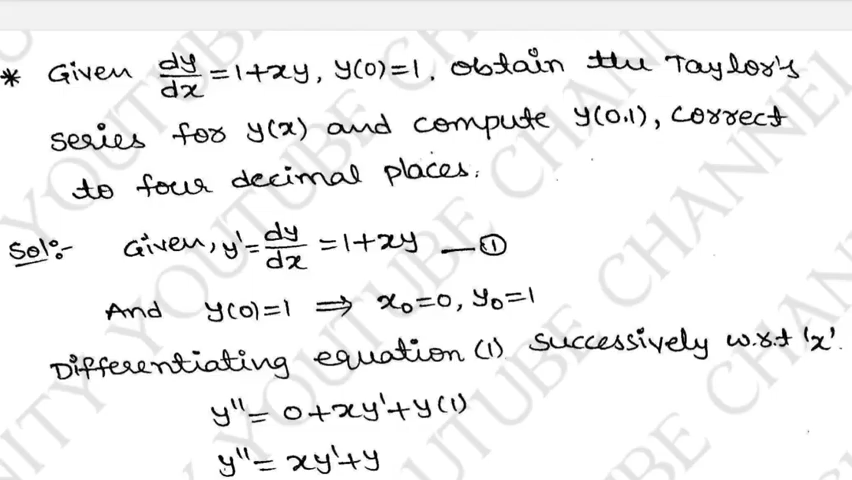 * Given dy/dx = 1+xy, y(0)=1. obtain the Taylor's
series for y(x) and compute y(0.1), correct
to four decimal places.
Sol:- Given, y' = dy/dx = 1+xy —①
And y(0)=1 ⇒ x₀=0, y₀=1
Differentiating equation (1) successively w.r.t 'x'.
y'' = 0+xy'+y(1)
y'' = xy'+y